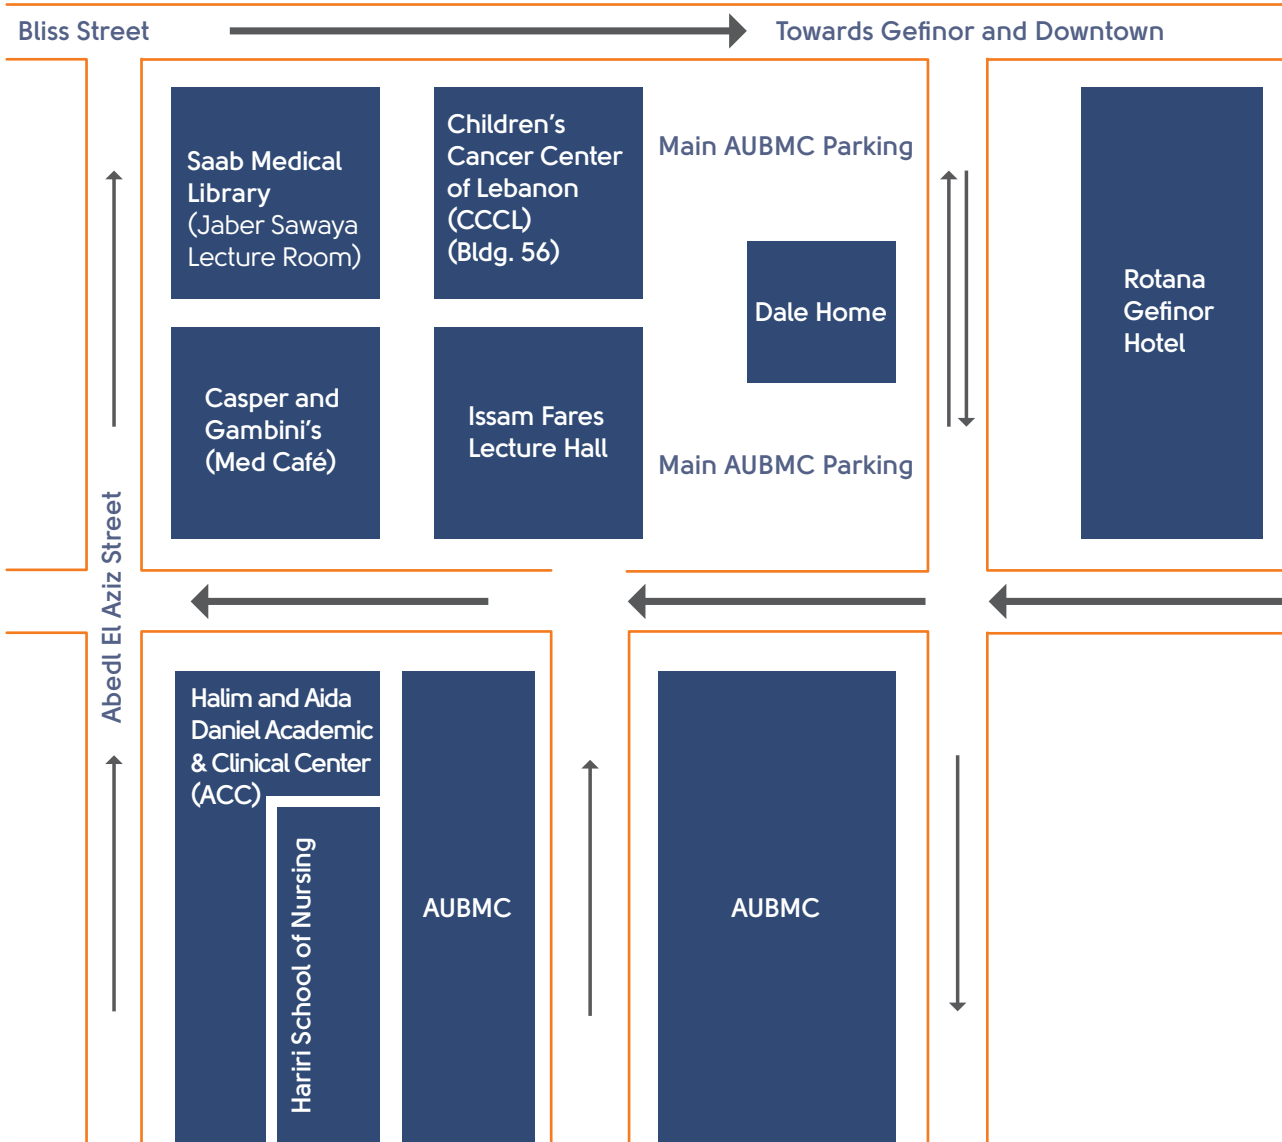 Bliss Street
Towards Gefinor and Downtown
Saab Medical
Library
(Jaber Sawaya
Lecture Room)
Children's
Cancer Center
of Lebanon
(CCCL)
(Bldg. 56)
Main AUBMC Parking
Dale Home
Rotana
Gefinor
Hotel
Casper and
Gambini's
(Med Café)
Issam Fares
Lecture Hall
Main AUBMC Parking
Abedl El Aziz Street
Halim and Aida
Daniel Academic
& Clinical Center
(ACC)
Hariri School of Nursing
AUBMC
AUBMC